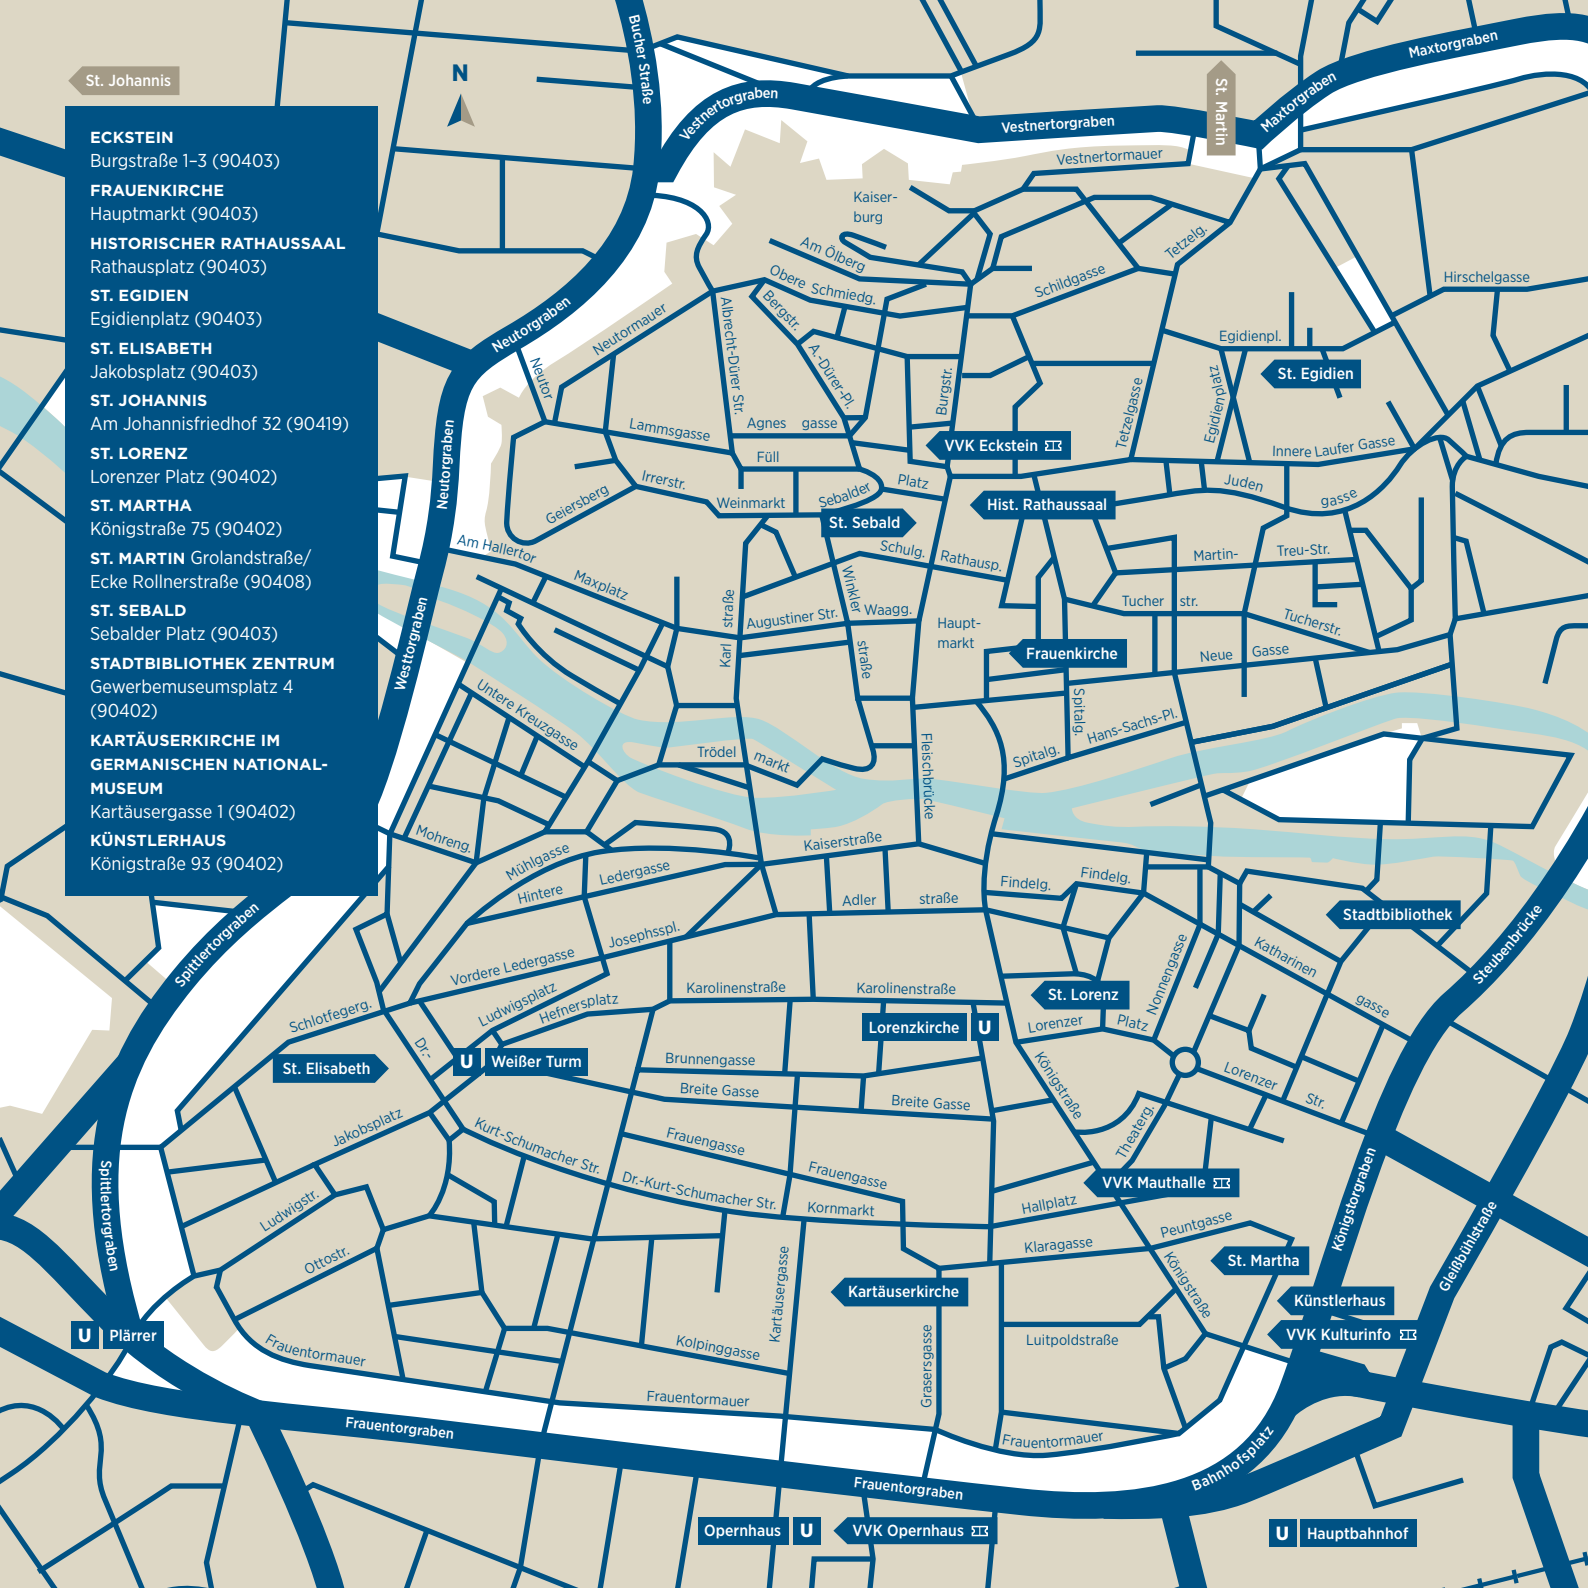 St. Johannis
N
ECKSTEIN
Burgstraße 1–3 (90403)
FRAUENKIRCHE
Hauptmarkt (90403)
HISTORISCHER RATHAUSSAAL
Rathausplatz (90403)
ST. EGIDIEN
Egidienplatz (90403)
ST. ELISABETH
Jakobsplatz (90403)
ST. JOHANNIS
Am Johannisfriedhof 32 (90419)
ST. LORENZ
Lorenzer Platz (90402)
ST. MARTHA
Königstraße 75 (90402)
ST. MARTIN Grolandstraße/
Ecke Rollnerstraße (90408)
ST. SEBALD
Sebalder Platz (90403)
STADTBIBLIOTHEK ZENTRUM
Gewerbemuseumsplatz 4
(90402)
KARTÄUSERKIRCHE IM
GERMANISCHEN NATIONAL-
MUSEUM
Kartäusergasse 1 (90402)
KÜNSTLERHAUS
Königstraße 93 (90402)
Bucher Straße
Vestnertorgraben
Vestnertorgraben
St. Martin
Maxtorgraben
Maxtorgraben
Vestnertormauer
Kaiser-
burg
Am Ölberg
Obere Schmiedg.
Tetzelg.
Schildgasse
Hirschelgasse
Neutorgraben
Neutormauer
Albrecht-Dürer Str.
Bergstr.
A.-Dürer-Pl.
Neutor
Burgstr.
Egidienpl.
St. Egidien
Tetzelgasse
Egidienplatz
Lammsgasse
Agnes gasse
Füll
VVK Eckstein
Innere Laufer Gasse
Neutorgraben
Irrerstr.
Weinmarkt
Sebalder
Platz
Geiersberg
Juden
gasse
Hist. Rathaussaal
St. Sebald
Am Hallertor
Schulg.
Rathausp.
Martin-
Treu-Str.
Maxplatz
Karl straße
Winkler
straße
Augustiner Str.
Waagg.
Haupt-
markt
Tucher str.
Tucherstr.
Frauenkirche
Neue Gasse
Westtorgraben
Untere Kreuzgasse
Spitalg.
Hans-Sachs-Pl.
Spitalg.
Trödel
markt
Fleischbrücke
Mohreng.
Kaiserstraße
Mühlgasse
Hintere
Ledergasse
Findelg.
Findelg.
Adler
straße
Stadtbibliothek
Spittlertorgraben
Josephsspl.
Vordere Ledergasse
Katharinen
gasse
Steubenbrücke
Nonnengasse
Ludwigsplatz
Hefnersplatz
Karolinenstraße
Karolinenstraße
St. Lorenz
Schlotfegerg.
Lorenzkirche
U
Lorenzer
Platz
Dr.-
St. Elisabeth
U
Weißer Turm
Brunnengasse
Breite Gasse
Breite Gasse
Königstraße
Lorenzer
Str.
Jakobsplatz
Kurt-Schumacher Str.
Frauengasse
Theaterg.
Frauengasse
Dr.-Kurt-Schumacher Str.
VVK Mauthalle
Spittlertorgraben
Ludwigstr.
Kornmarkt
Hallplatz
Peuntgasse
Königstorgraben
Gleißbühlstraße
Klaragasse
Ottostr.
St. Martha
Kartäusergasse
Kartäuserkirche
Königstraße
Künstlerhaus
U
Plärrer
VVK Kulturinfo
Frauentormauer
Kolpinggasse
Grasersgasse
Luitpoldstraße
Frauentormauer
Frauentorgraben
Frauentormauer
Bahnhofsplatz
Frauentorgraben
Opernhaus
U
VVK Opernhaus
U
Hauptbahnhof